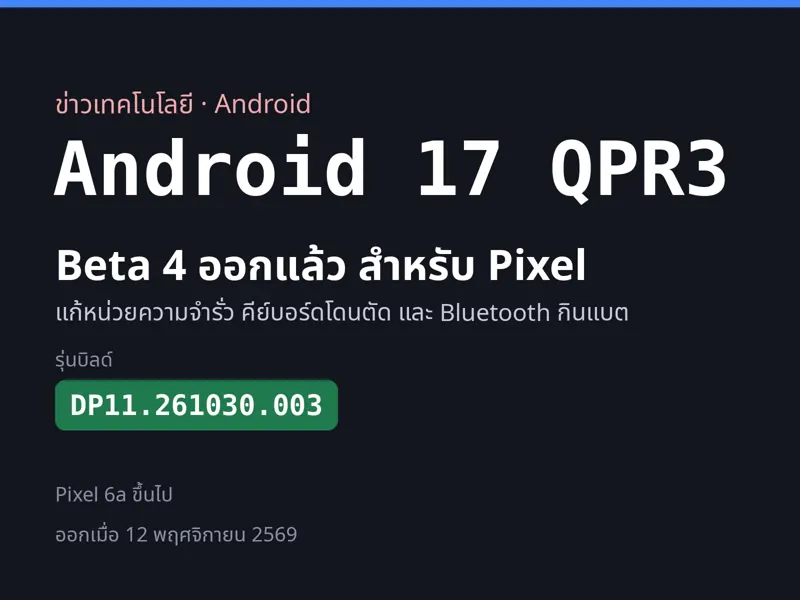 ข่าวเทคโนโลยี · Android
Android 17 QPR3
Beta 4 ออกแล้ว สำหรับ Pixel
แก้หน่วยความจำรั่ว คีย์บอร์ดโดนตัด และ Bluetooth กินแบต
รุ่นบิลด์
DP11.261030.003
Pixel 6a ขึ้นไป
ออกเมื่อ 12 พฤศจิกายน 2569